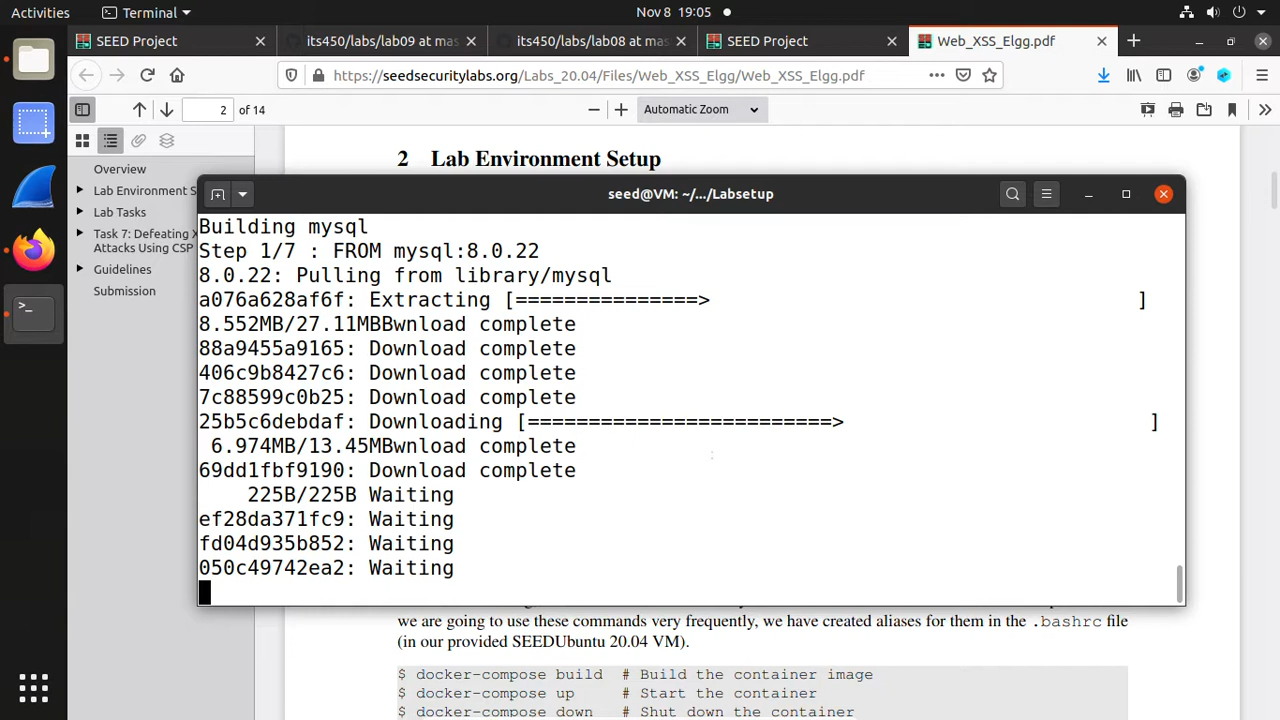 Activities
Terminal
Nov 8 19:05
SEED Project
its450/labs/lab09 at mas
its450/labs/lab08 at mas
SEED Project
Web_XSS_Elgg.pdf
https://seedsecuritylabs.org/Labs_20.04/Files/Web_XSS_Elgg/Web_XSS_Elgg.pdf
2 of 14
Automatic Zoom
Overview
Lab Environment S
Lab Tasks
Task 7: Defeating X
Attacks Using CSP
Guidelines
Submission
2 Lab Environment Setup
seed@VM: ~/.../Labsetup
Building mysql
Step 1/7 : FROM mysql:8.0.22
8.0.22: Pulling from library/mysql
a076a628af6f: Extracting [===============> ]
8.552MB/27.11MBBwnload complete
88a9455a9165: Download complete
406c9b8427c6: Download complete
7c88599c0b25: Download complete
25b5c6debdaf: Downloading [=========================> ]
6.974MB/13.45MBwnload complete
69dd1fbf9190: Download complete
225B/225B Waiting
ef28da371fc9: Waiting
fd04d935b852: Waiting
050c49742ea2: Waiting
we are going to use these commands very frequently, we have created aliases for them in the .bashrc file
(in our provided SEEDUbuntu 20.04 VM).
$ docker-compose build # Build the container image
$ docker-compose up # Start the container
$ docker-compose down # Shut down the container